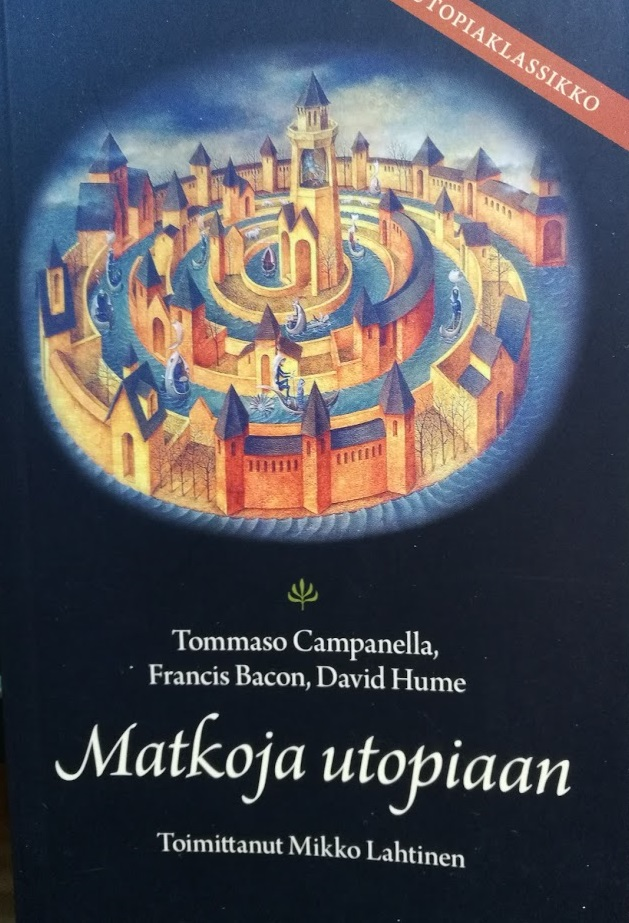 UTOPIAKLASSIKKO
Tommaso Campanella,
Francis Bacon, David Hume
Matkoja utopiaan
Toimittanut Mikko Lahtinen